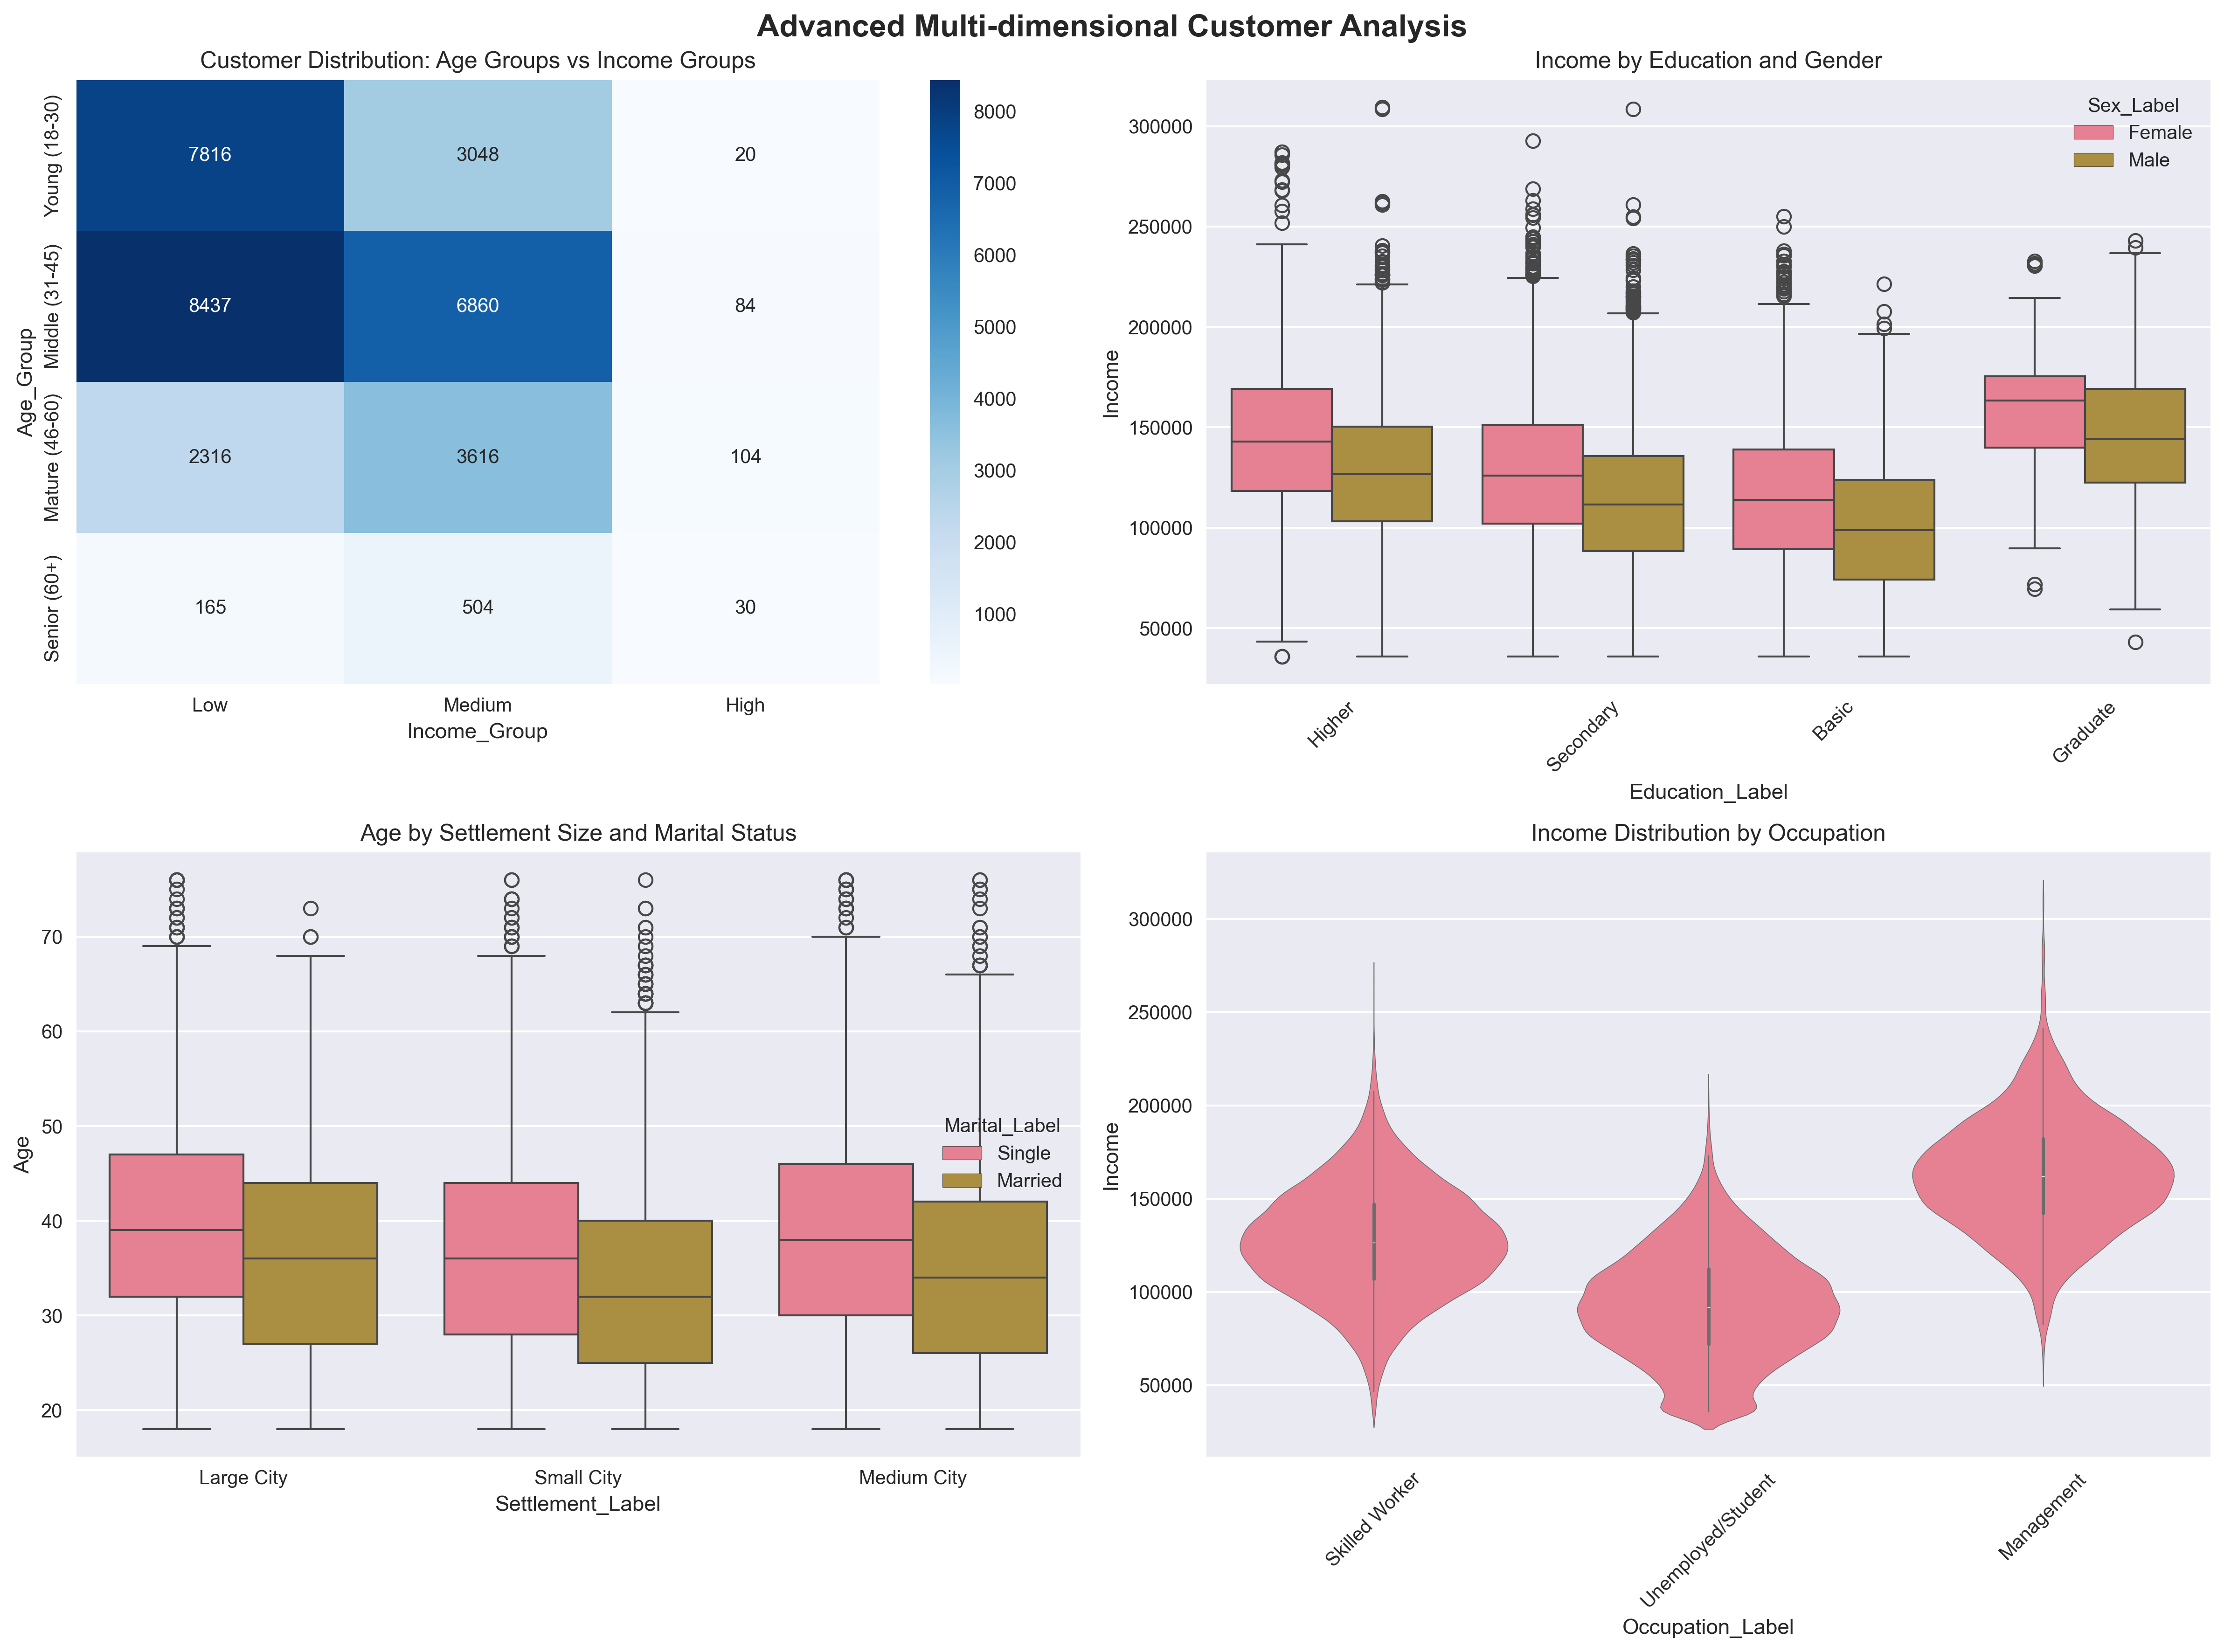 Advanced Multi-dimensional Customer Analysis
Customer Distribution: Age Groups vs Income Groups
Age_Group
Young (18-30)
Middle (31-45)
Mature (46-60)
Senior (60+)
7816 3048 20
8437 6860 84
2316 3616 104
165 504 30
Low Medium High
Income_Group
8000
7000
6000
5000
4000
3000
2000
1000
Income by Education and Gender
Income
300000
250000
200000
150000
100000
50000
Sex_Label
Female
Male
Higher Secondary Basic Graduate
Education_Label
Age by Settlement Size and Marital Status
Age
70
60
50
40
30
20
Marital_Label
Single
Married
Large City Small City Medium City
Settlement_Label
Income Distribution by Occupation
Income
300000
250000
200000
150000
100000
50000
Skilled Worker Unemployed/Student Management
Occupation_Label